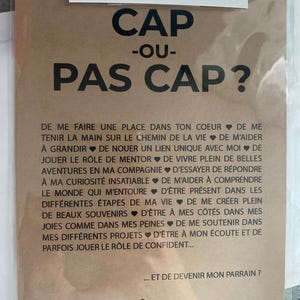 CAP
-OU-
PAS CAP ?
DE ME FAIRE UNE PLACE DANS TON COEUR ♥ DE ME
TENIR LA MAIN SUR LE CHEMIN DE LA VIE ♥ DE M'AIDER
À GRANDIR ♥ DE NOUER UN LIEN UNIQUE AVEC MOI ♥ DE
JOUER LE RÔLE DE MENTOR ♥ DE VIVRE PLEIN DE BELLES
AVENTURES EN MA COMPAGNIE ♥ D'ESSAYER DE RÉPONDRE
À MA CURIOSITÉ INSATIABLE ♥ DE M'AIDER À COMPRENDRE
LE MONDE QUI M'ENTOURE ♥ D'ÊTRE PRÉSENT DANS LES
DIFFÉRENTES ÉTAPES DE MA VIE ♥ DE ME CRÉER PLEIN
DE BEAUX SOUVENIRS ♥ D'ÊTRE À MES CÔTÉS DANS MES
JOIES COMME DANS MES PEINES ♥ DE ME SOUTENIR DANS
MES DIFFÉRENTS PROJETS ♥ D'ÊTRE À MON ÉCOUTE ET DE
PARFOIS JOUER LE RÔLE DE CONFIDENT...
... ET DE DEVENIR MON PARRAIN ?